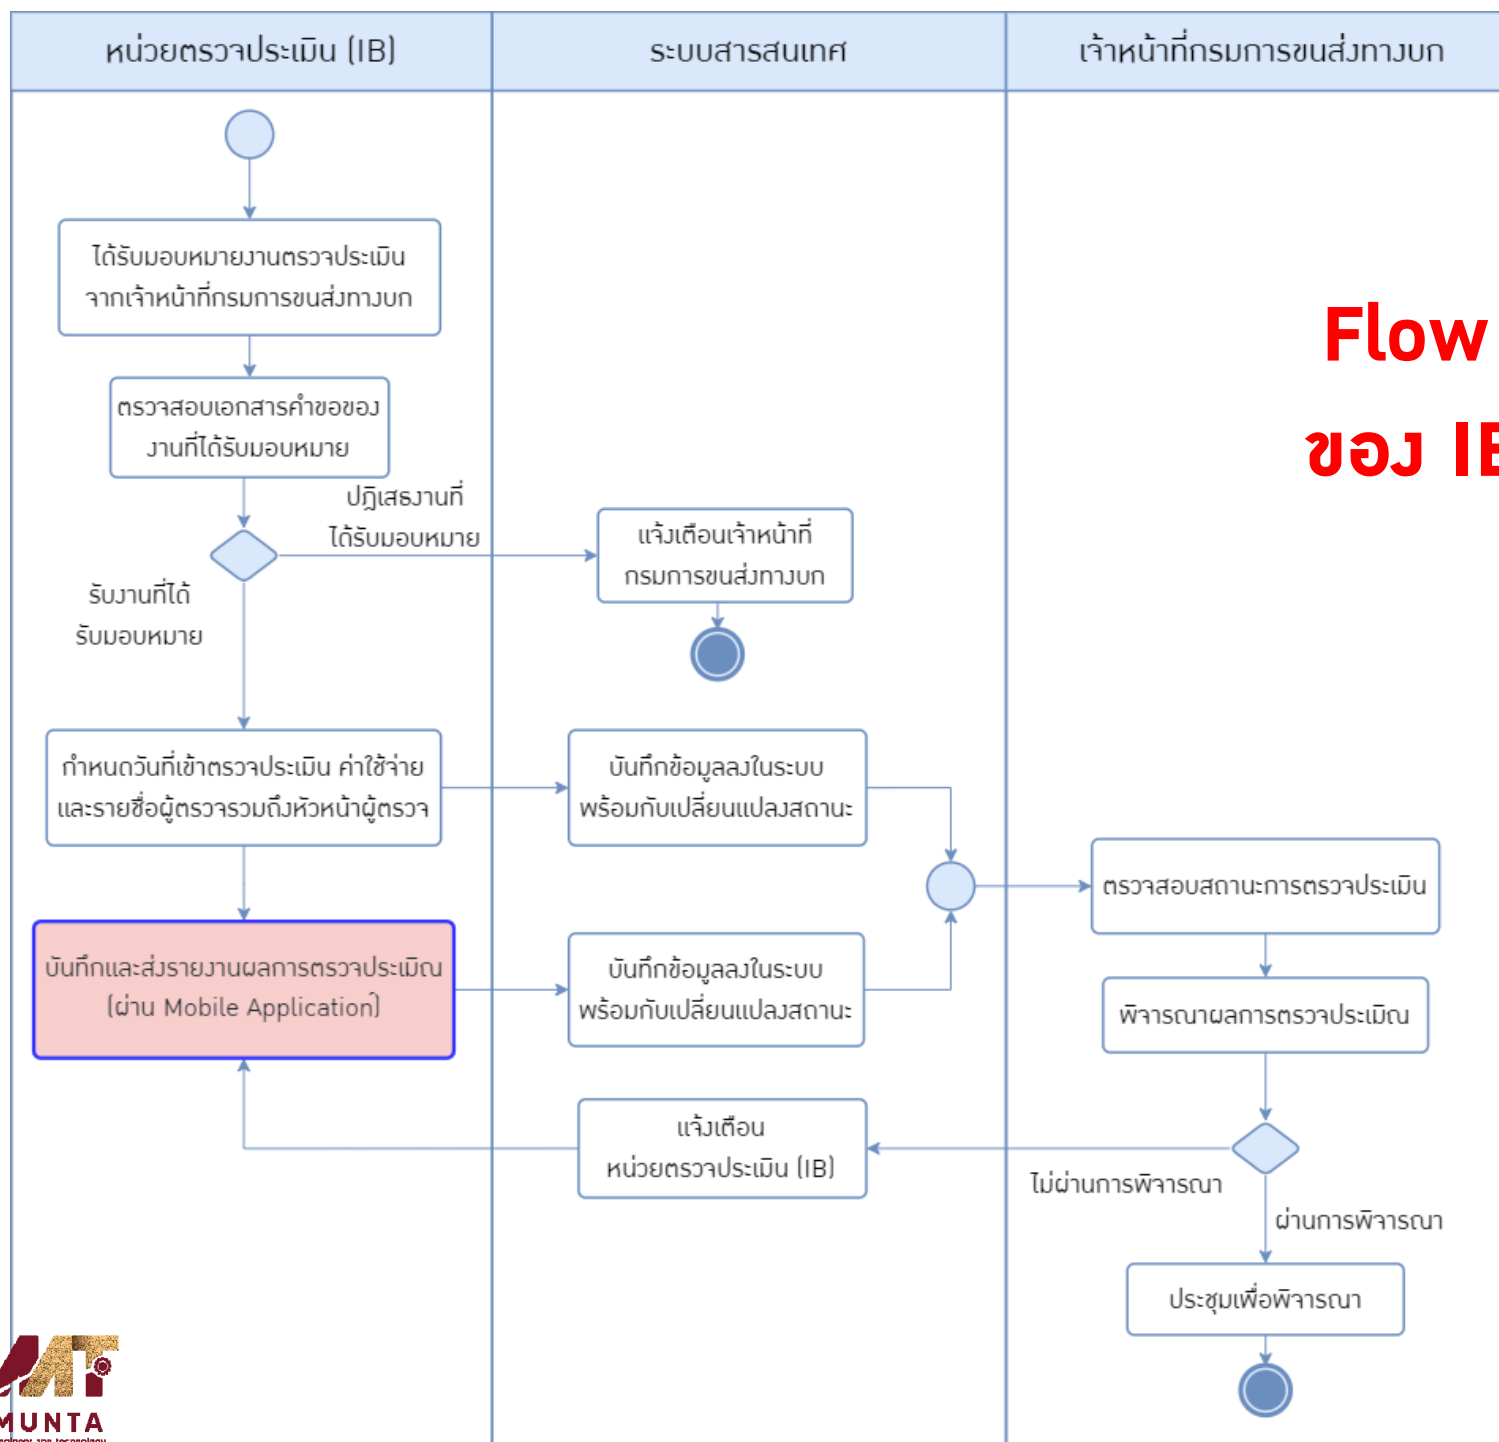 หน่วยตรวจประเมิน (IB)
ระบบสารสนเทศ
เจ้าหน้าที่กรมการขนส่งทางบก
ได้รับมอบหมายงานตรวจประเมิน
จากเจ้าหน้าที่กรมการขนส่งทางบก
Flow
ของ IB
ตรวจสอบเอกสารคำขอของ
งานที่ได้รับมอบหมาย
ปฏิเสธงานที่
ได้รับมอบหมาย
แจ้งเตือนเจ้าหน้าที่
กรมการขนส่งทางบก
รับงานที่ได้
รับมอบหมาย
กำหนดวันที่เข้าตรวจประเมิน ค่าใช้จ่าย
และรายชื่อผู้ตรวจรวมถึงหัวหน้าผู้ตรวจ
บันทึกข้อมูลลงในระบบ
พร้อมกับเปลี่ยนแปลงสถานะ
ตรวจสอบสถานะการตรวจประเมิน
บันทึกและส่งรายงานผลการตรวจประเมิณ
(ผ่าน Mobile Application์)
บันทึกข้อมูลลงในระบบ
พร้อมกับเปลี่ยนแปลงสถานะ
พิจารณาผลการตรวจประเมิณ
แจ้งเตือน
หน่วยตรวจประเมิน (IB)
ไม่ผ่านการพิจารณา
ผ่านการพิจารณา
ประชุมเพื่อพิจารณา
MUNTA